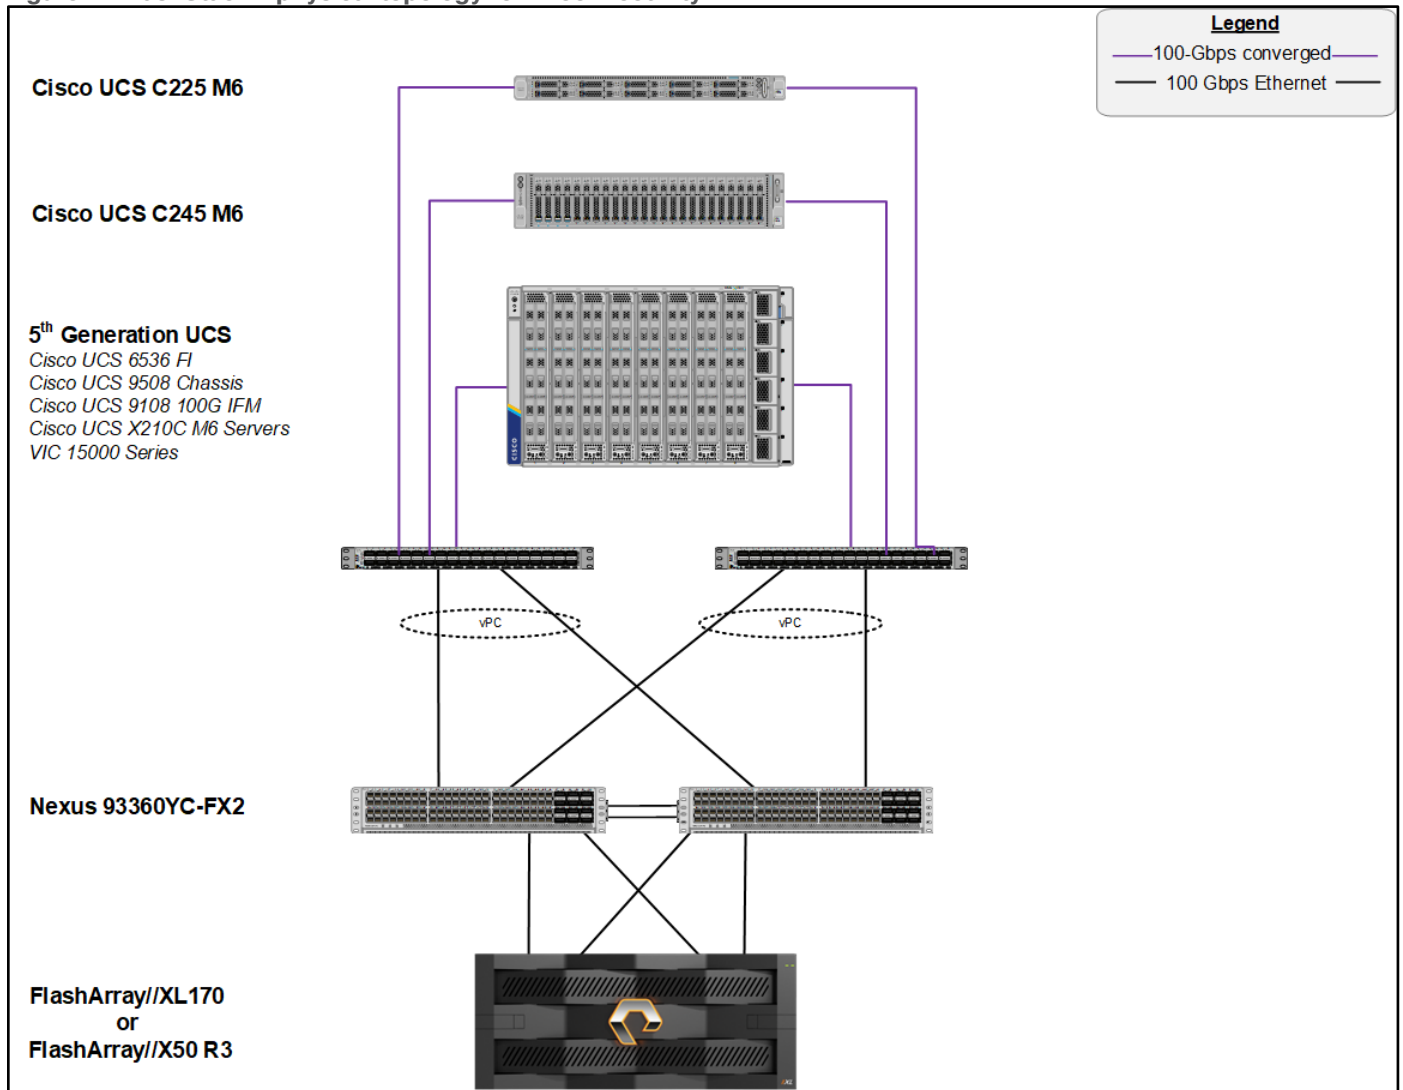 Legend
100-Gbps converged
100 Gbps Ethernet
Cisco UCS C225 M6
Cisco UCS C245 M6
5th Generation UCS
Cisco UCS 6536 FI
Cisco UCS 9508 Chassis
Cisco UCS 9108 100G IFM
Cisco UCS X210C M6 Servers
VIC 15000 Series
CISCO
vPC
vPC
Nexus 93360YC-FX2
FlashArray//XL170
or
FlashArray//X50 R3